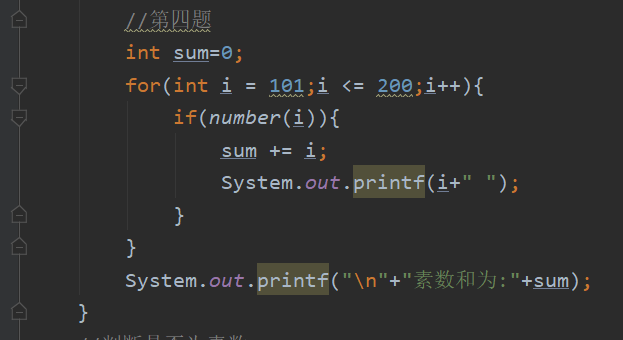 //第四题
int sum=0;
for(int i = 101;i <= 200;i++){
if(number(i)){
sum += i;
System.out.printf(i+" ");
}
}
System.out.printf("\n"+"素数和为:"+sum);
}